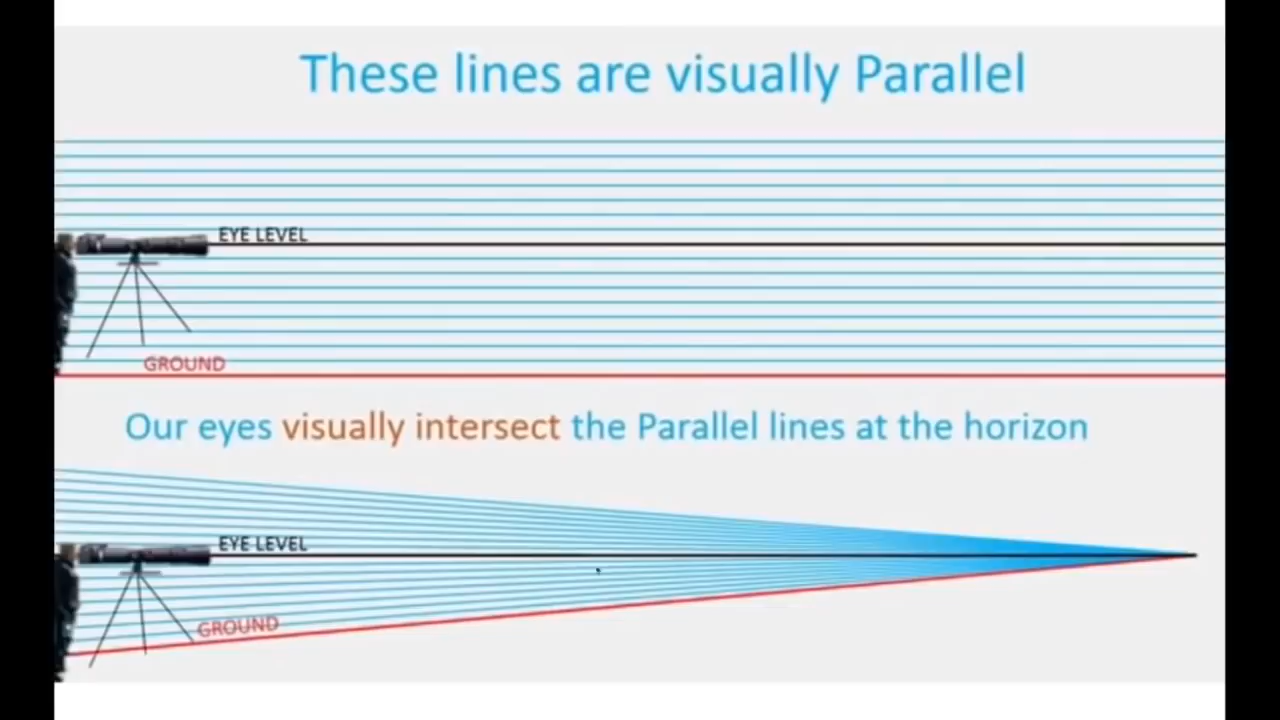 These lines are visually Parallel
EYE LEVEL
GROUND
Our eyes visually intersect the Parallel lines at the horizon
EYE LEVEL
GROUND